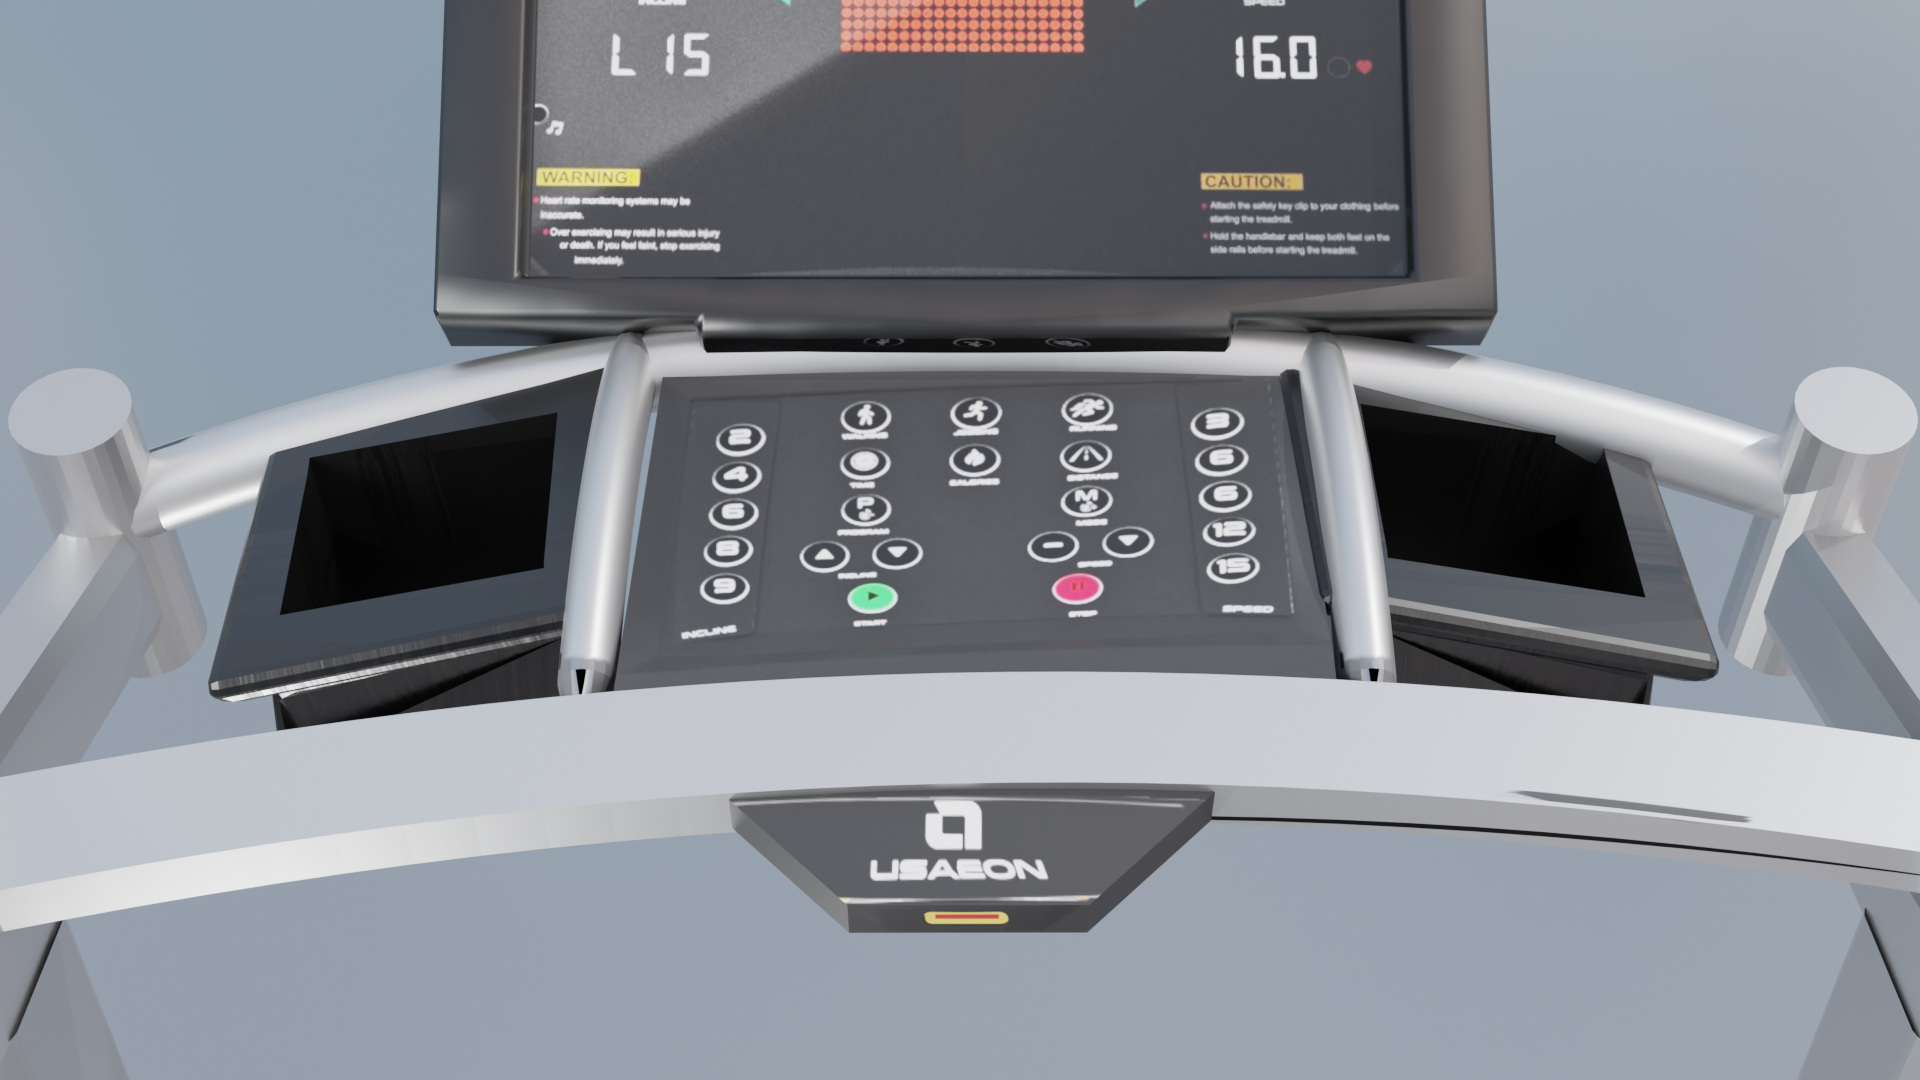 INCLINE
SPEED
L 15
16.0
WARNING:
Heart rate monitoring systems may be
inaccurate.
Over exercising may result in serious injury
or death. If you feel faint, stop exercising
immediately.
CAUTION:
Attach the safety key clip to your clothing before
starting the treadmill.
Hold the handlebar and keep both feet on the
side rails before starting the treadmill.
2
4
6
8
9
INCLINE
WALKING
JOGGING
RUNNING
TIME
CALORIES
DISTANCE
P
PROGRAM
M
MODE
INCLINE
SPEED
START
STOP
3
6
6
12
15
SPEED
USAEON